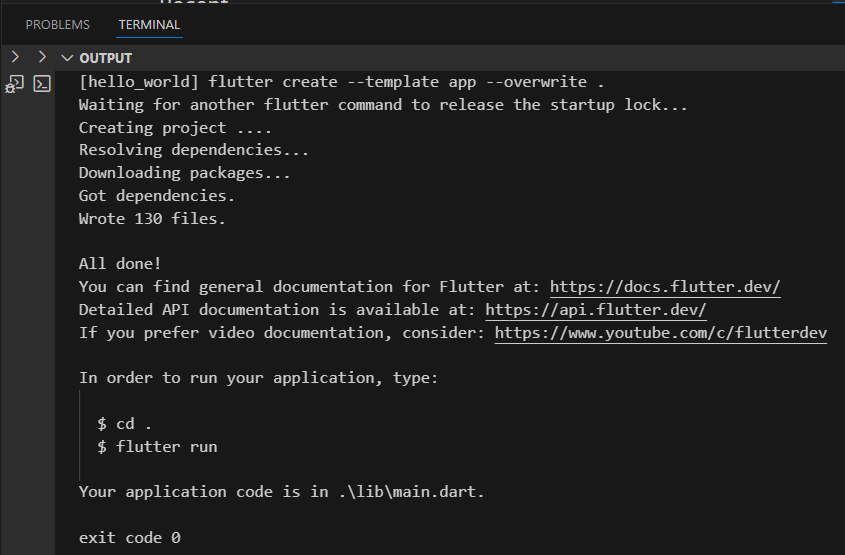 PROBLEMS TERMINAL
OUTPUT
[hello_world] flutter create --template app --overwrite .
Waiting for another flutter command to release the startup lock...
Creating project ....
Resolving dependencies...
Downloading packages...
Got dependencies.
Wrote 130 files.
All done!
You can find general documentation for Flutter at: https://docs.flutter.dev/
Detailed API documentation is available at: https://api.flutter.dev/
If you prefer video documentation, consider: https://www.youtube.com/c/flutterdev
In order to run your application, type:
$ cd .
$ flutter run
Your application code is in .\lib\main.dart.
exit code 0